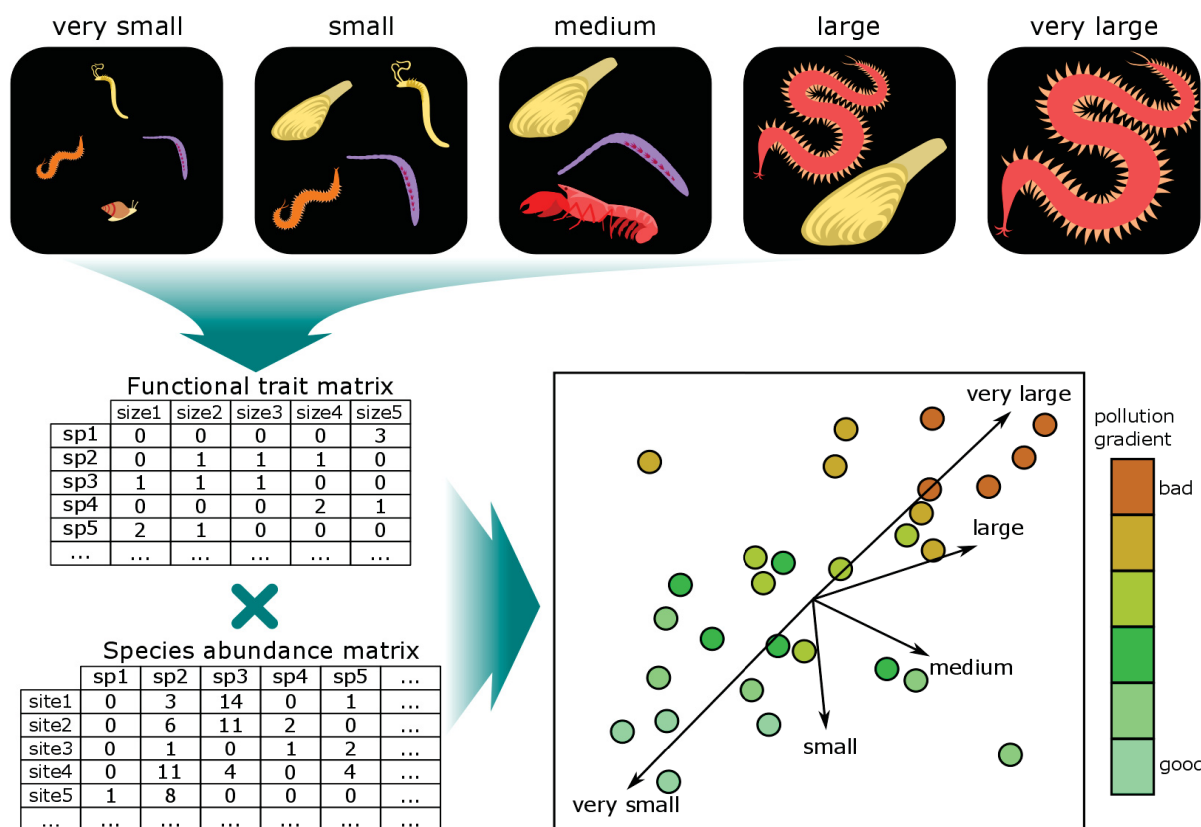 very small small medium large very large
Functional trait matrix
size1 size2 size3 size4 size5
sp1 0 0 0 0 3
sp2 0 1 1 1 0
sp3 1 1 1 0 0
sp4 0 0 0 2 1
sp5 2 1 0 0 0
... ... ... ... ... ...
Species abundance matrix
sp1 sp2 sp3 sp4 sp5 ...
site1 0 3 14 0 1 ...
site2 0 6 11 2 0 ...
site3 0 1 0 1 2 ...
site4 0 11 4 0 4 ...
site5 1 8 0 0 0 ...
... ... ... ... ... ... ...
very large
large
medium
small
very small
pollution
gradient
bad
good